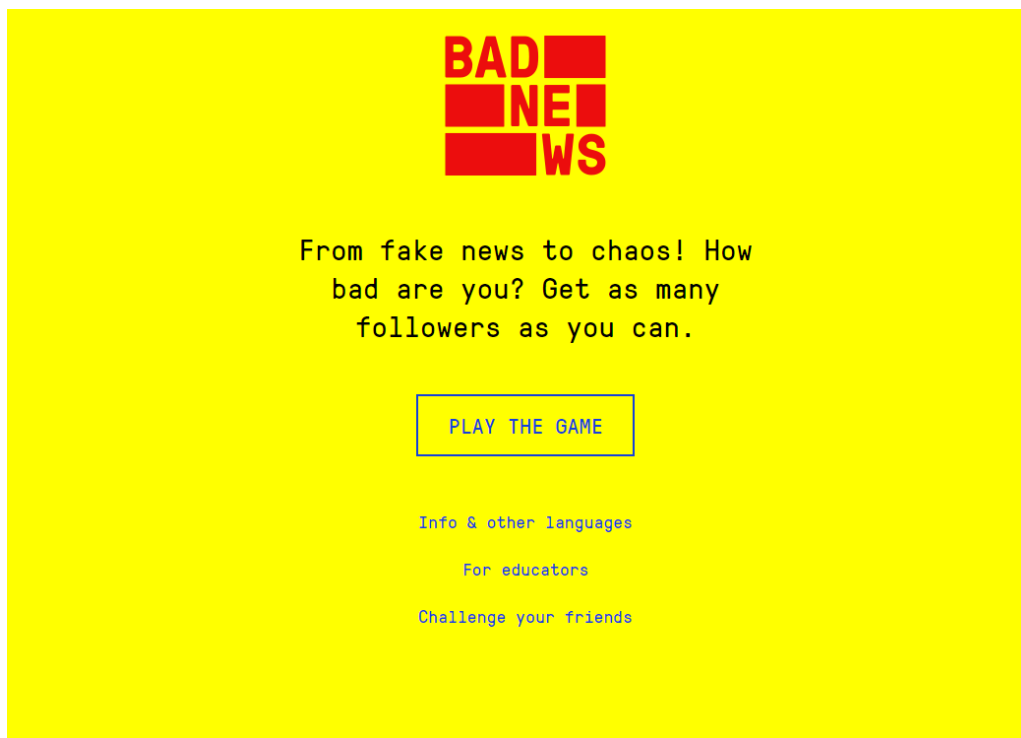 BAD
NE
WS
From fake news to chaos! How
bad are you? Get as many
followers as you can.
PLAY THE GAME
Info & other languages
For educators
Challenge your friends